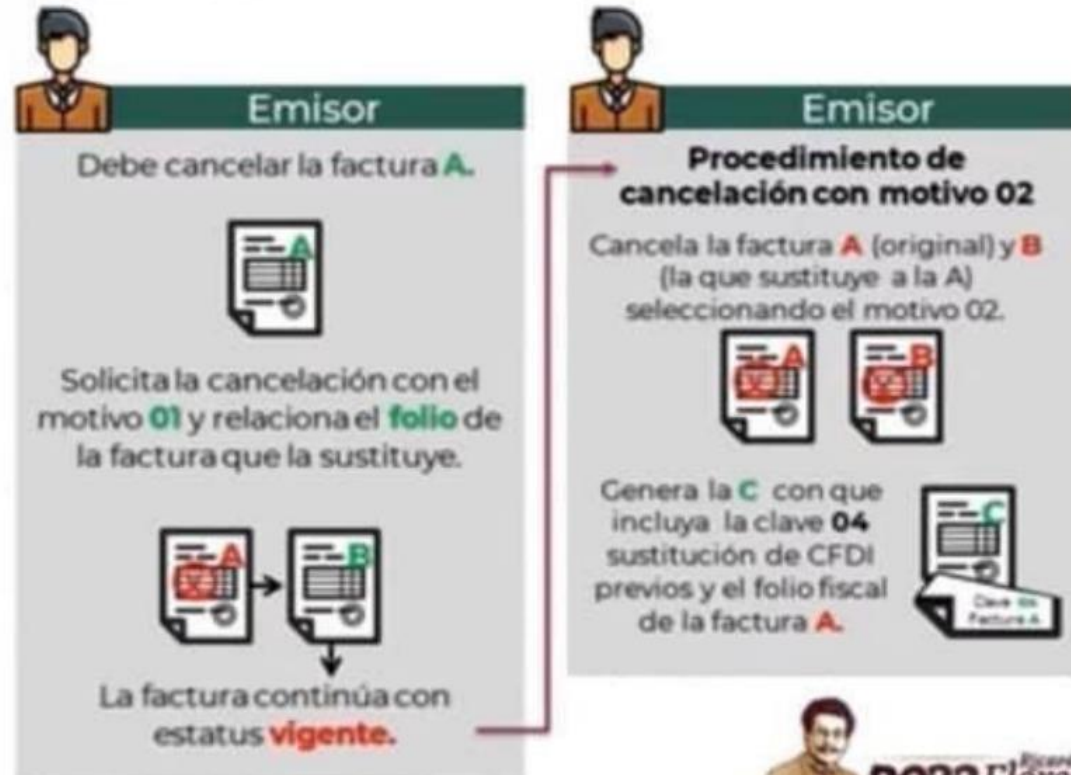 Emisor
Debe cancelar la factura A.
A
Solicita la cancelación con el
motivo 01 y relaciona el folio de
la factura que la sustituye.
A
B
La factura continúa con
estatus vigente.
Emisor
Procedimiento de
cancelación con motivo 02
Cancela la factura A (original) y B
(la que sustituye a la A)
seleccionando el motivo 02.
A
B
Genera la C con que
incluya la clave 04
sustitución de CFDI
previos y el folio fiscal
de la factura A.
C
Clave 04
Factura A